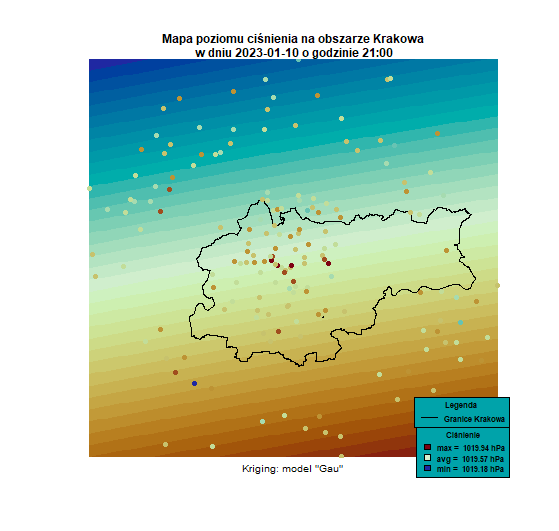 Mapa poziomu ciśnienia na obszarze Krakowa
w dniu 2023-01-10 o godzinie 21:00
Legenda
Granice Krakowa
Ciśnienie
max = 1019.94 hPa
avg = 1019.57 hPa
min = 1019.18 hPa
Kriging: model "Gau"